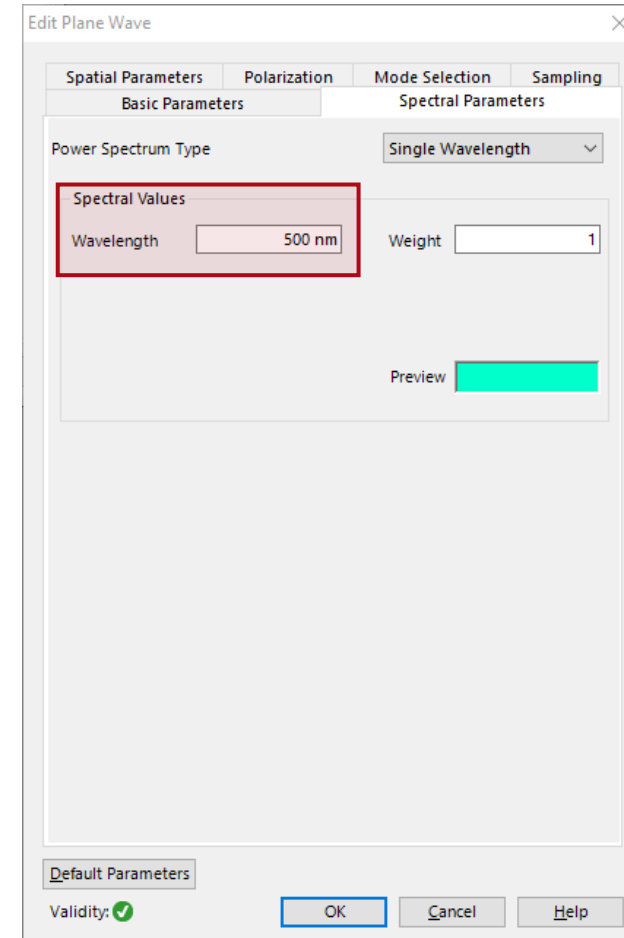 Edit Plane Wave
Spatial Parameters Polarization Mode Selection Sampling
Basic Parameters Spectral Parameters
Power Spectrum Type Single Wavelength
Spectral Values
Wavelength 500 nm Weight 1
Preview
Default Parameters
Validity: OK Cancel Help